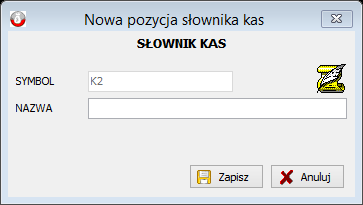 Nowa pozycja słownika kas
SŁOWNIK KAS
SYMBOL K2
NAZWA
Zapisz Anuluj